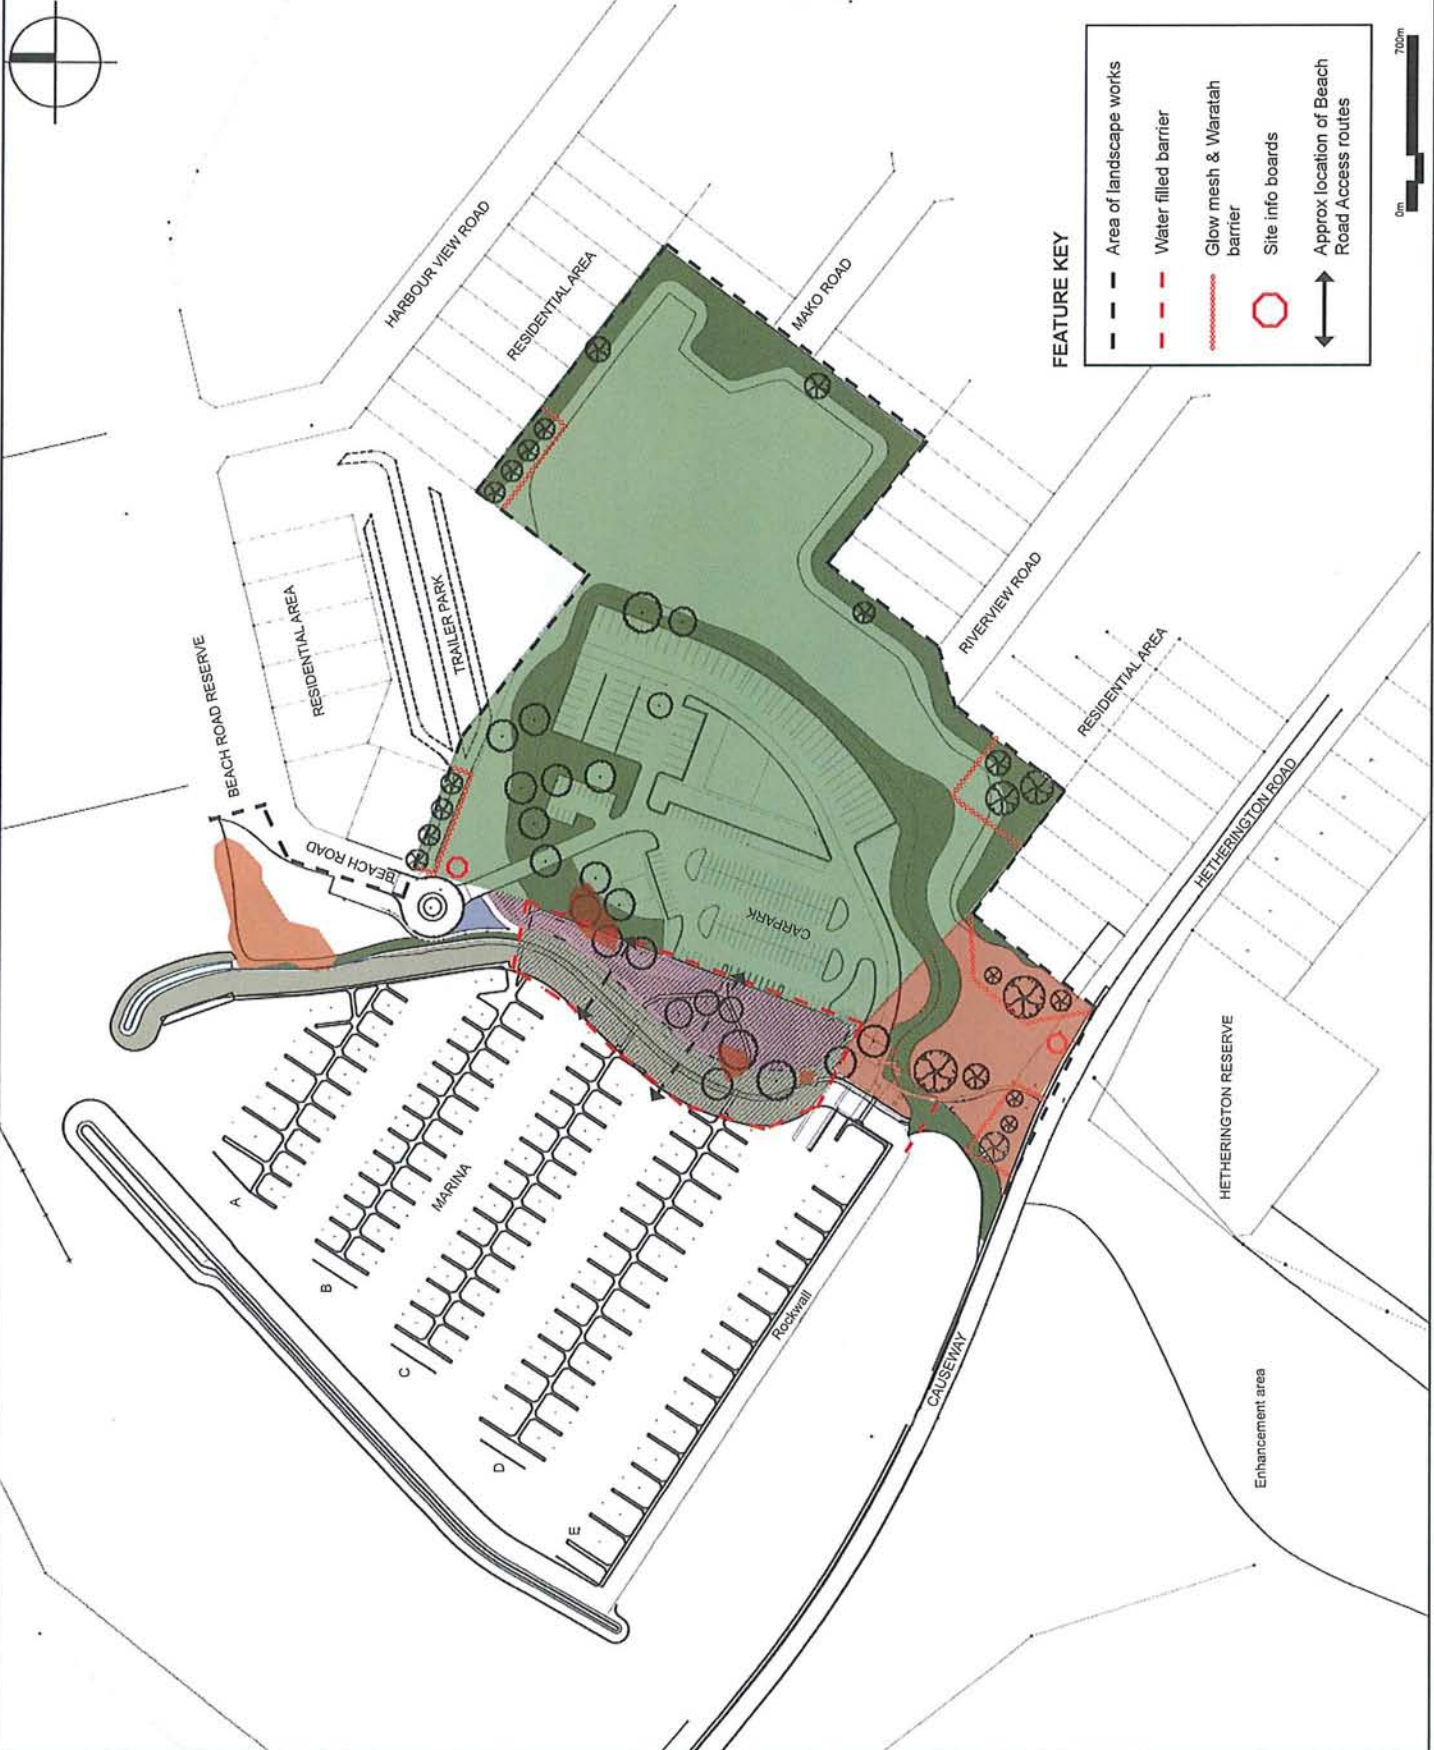 HARBOUR VIEW ROAD
RESIDENTIAL AREA
MAKO ROAD
BEACH ROAD RESERVE
RESIDENTIAL AREA
TRAILER PARK
BEACH ROAD
CARPARK
RIVERVIEW ROAD
RESIDENTIAL AREA
HETHERINGTON ROAD
HETHERINGTON RESERVE
MARINA
A
B
C
D
E
Rockwall
CAUSEWAY
Enhancement area
FEATURE KEY
Area of landscape works
Water filled barrier
Glow mesh & Waratah
barrier
Site info boards
Approx location of Beach
Road Access routes
0m
700m